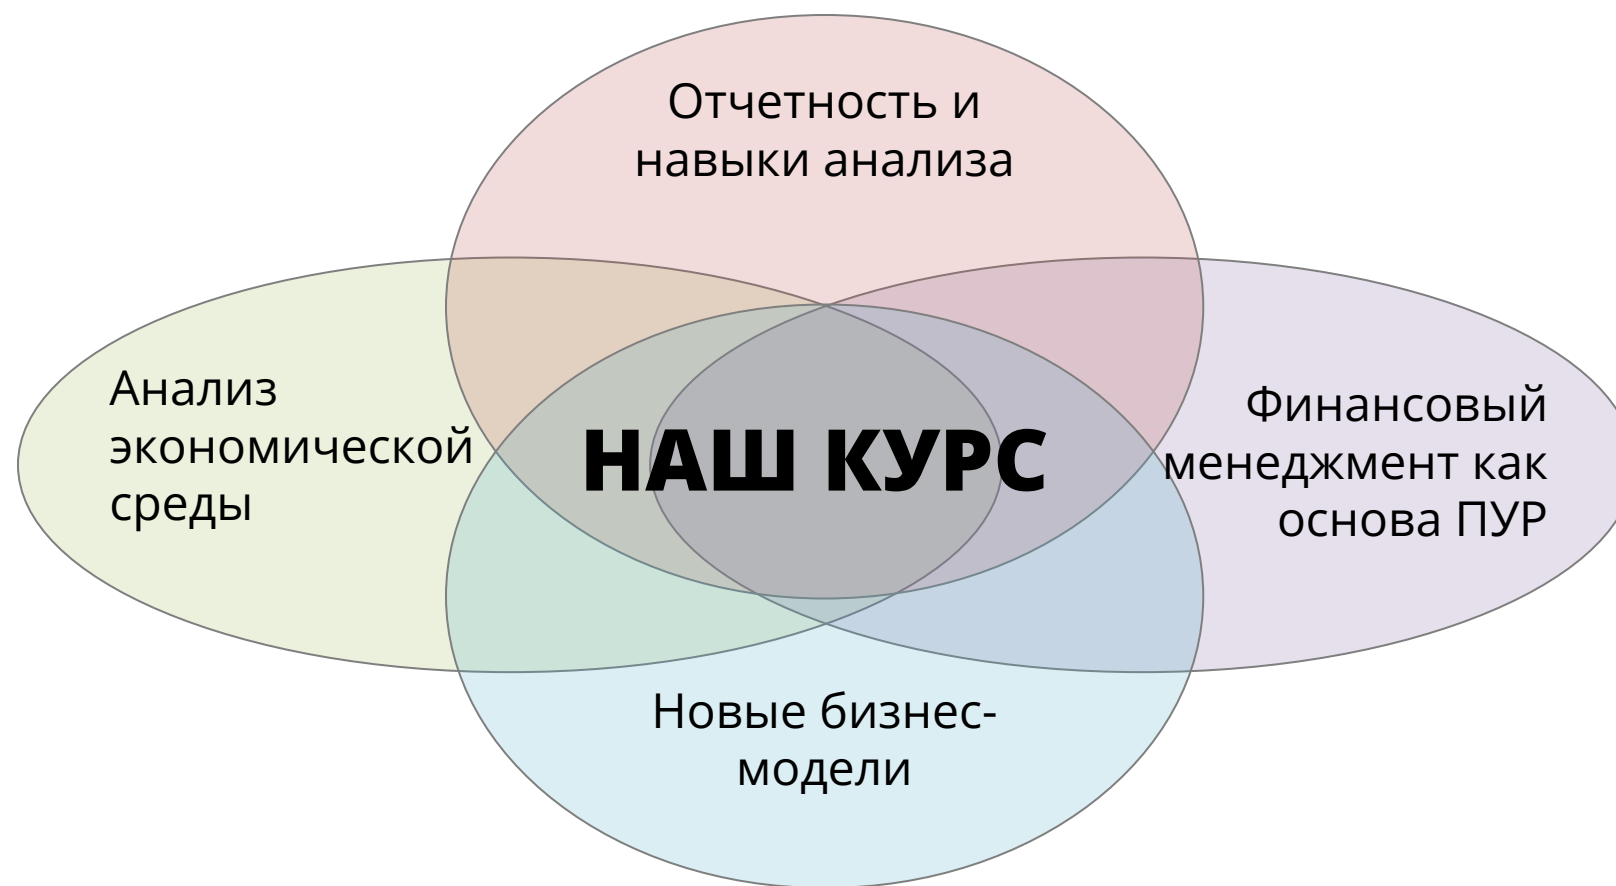 Отчетность и
навыки анализа
Анализ
экономической
среды
НАШ КУРС
Финансовый
менеджмент как
основа ПУР
Новые бизнес-
модели